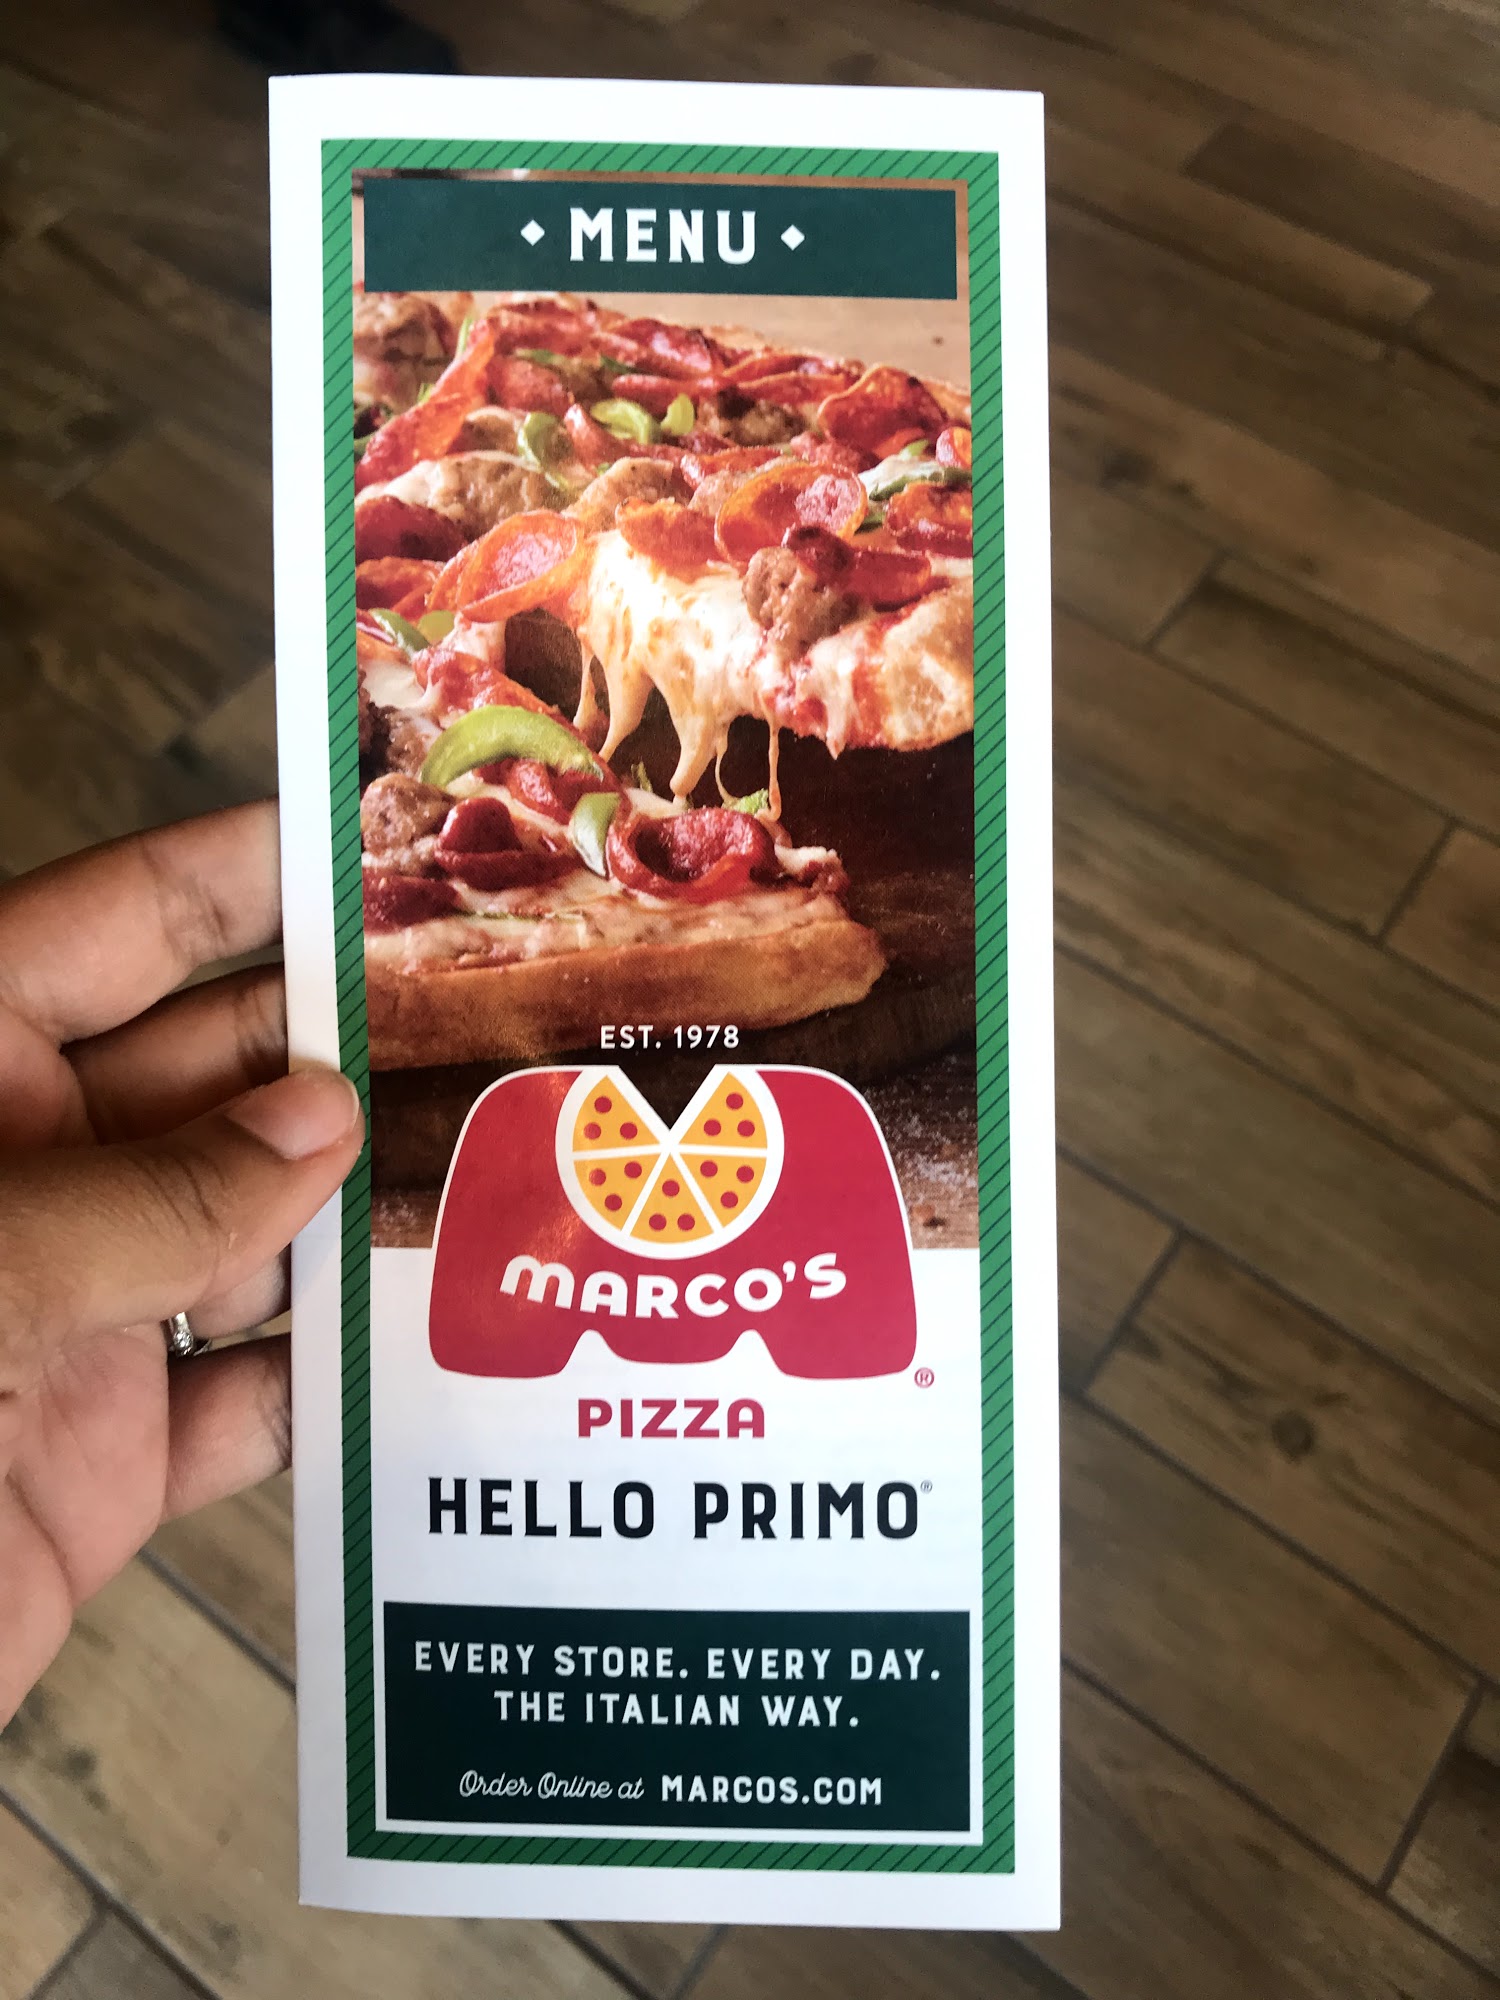 MENU
EST. 1978
MARCO'S
®
PIZZA
HELLO PRIMO®
EVERY STORE. EVERY DAY.
THE ITALIAN WAY.
Order Online at MARCOS.COM